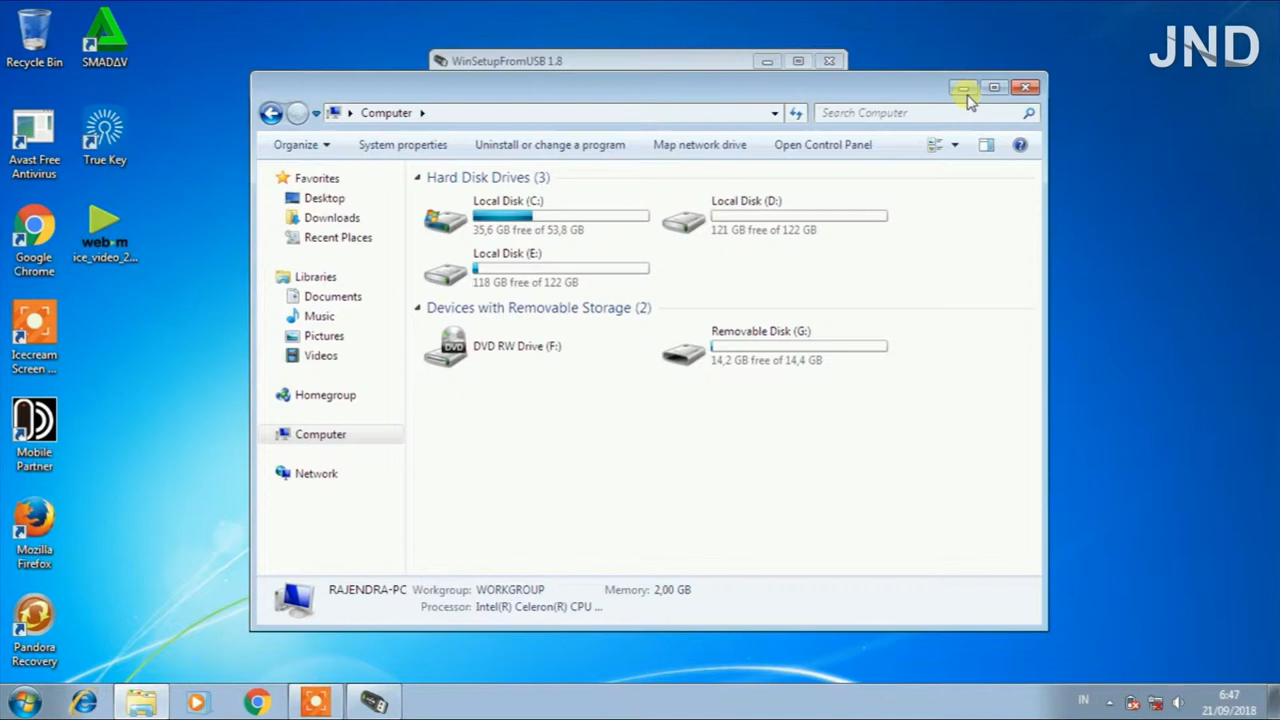 Recycle Bin
SMADΔV
Avast Free
Antivirus
True Key
Google
Chrome
web m
ice_video_2...
Icecream
Screen ...
Mobile
Partner
Mozilla
Firefox
Pandora
Recovery
JND
WinSetupFromUSB 1.8
Computer
Search Computer
Organize
System properties
Uninstall or change a program
Map network drive
Open Control Panel
Favorites
Desktop
Downloads
Recent Places
Libraries
Documents
Music
Pictures
Videos
Homegroup
Computer
Network
Hard Disk Drives (3)
Local Disk (C:)
35,6 GB free of 53,8 GB
Local Disk (D:)
121 GB free of 122 GB
Local Disk (E:)
118 GB free of 122 GB
Devices with Removable Storage (2)
DVD
DVD RW Drive (F:)
Removable Disk (G:)
14,2 GB free of 14,4 GB
RAJENDRA-PC Workgroup: WORKGROUP Memory: 2,00 GB
Processor: Intel(R) Celeron(R) CPU ...
IN
6:47
21/09/2018